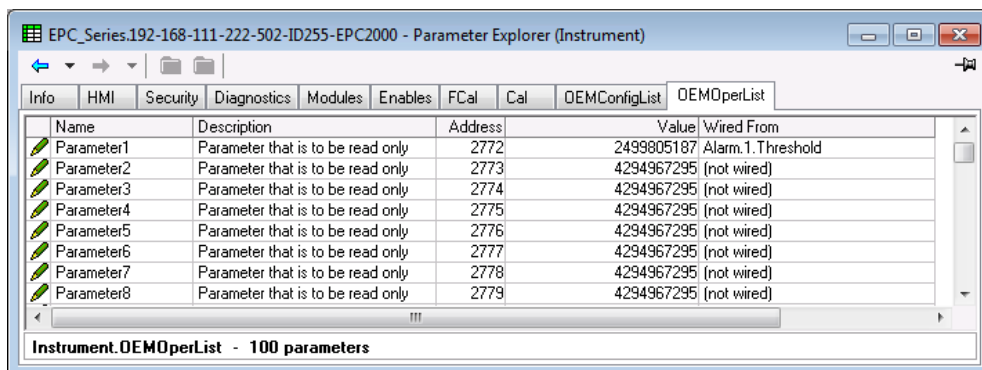 EPC_Series.192-168-111-222-502-ID255-EPC2000 - Parameter Explorer (Instrument)
Info HMI Security Diagnostics Modules Enables FCal Cal OEMConfigList OEMOperList
Name Description Address Value Wired From
Parameter1 Parameter that is to be read only 2772 2499805187 Alarm.1.Threshold
Parameter2 Parameter that is to be read only 2773 4294967295 (not wired)
Parameter3 Parameter that is to be read only 2774 4294967295 (not wired)
Parameter4 Parameter that is to be read only 2775 4294967295 (not wired)
Parameter5 Parameter that is to be read only 2776 4294967295 (not wired)
Parameter6 Parameter that is to be read only 2777 4294967295 (not wired)
Parameter7 Parameter that is to be read only 2778 4294967295 (not wired)
Parameter8 Parameter that is to be read only 2779 4294967295 (not wired)
Instrument.OEMOperList - 100 parameters